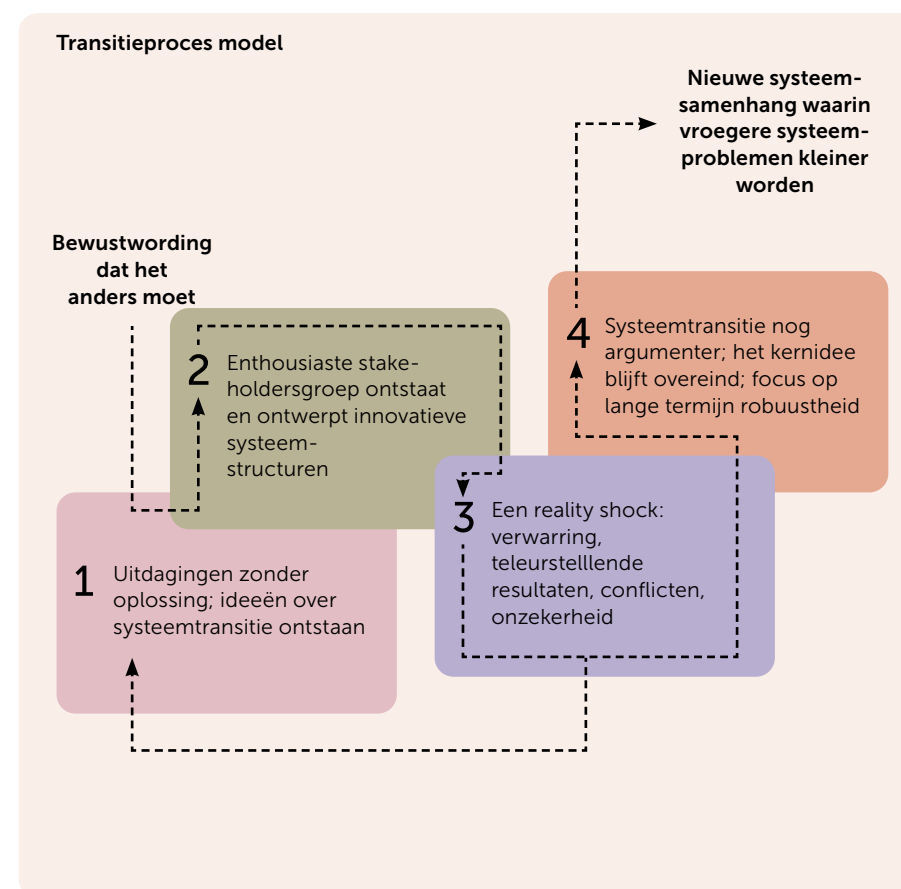 Transitieproces model
Nieuwe systeem-
samenhang waarin
vroegere systeem-
problemen kleiner
worden
Bewustwording
dat het
anders moet
4
Systeemtransitie nog
argumenter; het kernidee
blijft overeind; focus op
lange termijn robuustheid
2
Enthousiaste stake-
holdersgroep ontstaat
en ontwerpt innovatieve
systeem-
structuren
3
Een reality shock:
verwarring,
teleurstelllende
resultaten, conflicten,
onzekerheid
1
Uitdagingen zonder
oplossing; ideeën over
systeemtransitie ontstaan